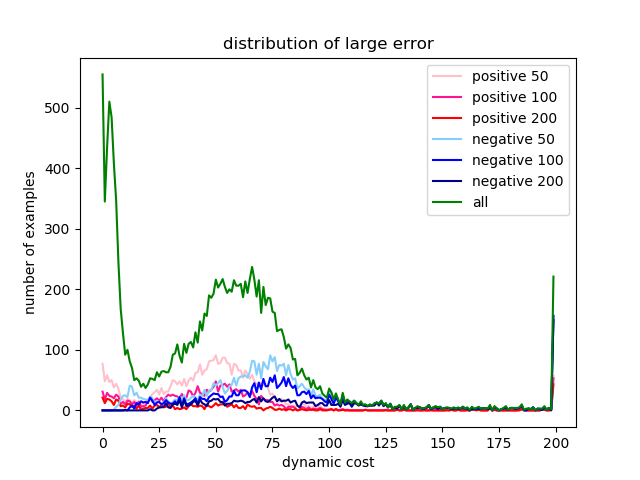 distribution of large error
number of examples
500
400
300
200
100
0
positive 50
positive 100
positive 200
negative 50
negative 100
negative 200
all
0 25 50 75 100 125 150 175 200
dynamic cost